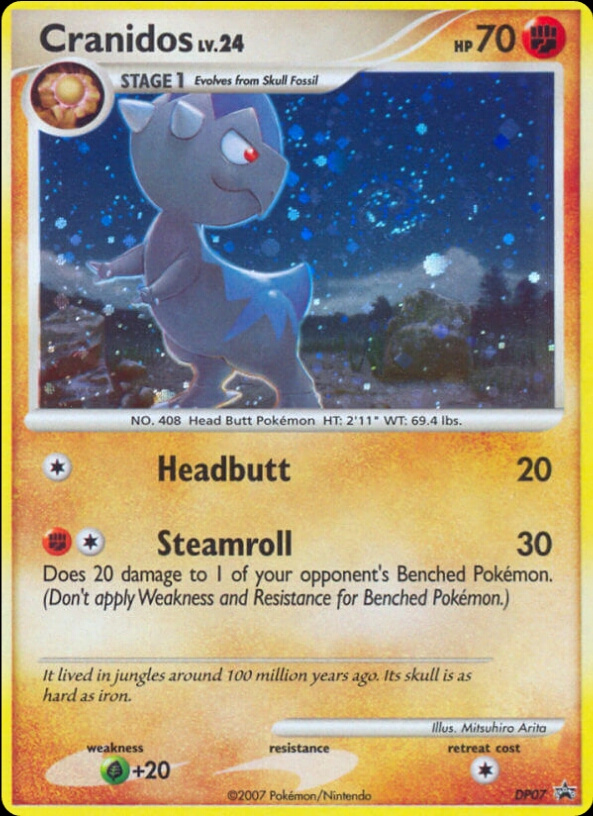 Cranidos LV.24 HP 70
STAGE 1 Evolves from Skull Fossil
NO. 408 Head Butt Pokémon HT: 2'11" WT: 69.4 lbs.
Headbutt 20
Steamroll 30
Does 20 damage to 1 of your opponent's Benched Pokémon.
(Don't apply Weakness and Resistance for Benched Pokémon.)
It lived in jungles around 100 million years ago. Its skull is as
hard as iron.
Illus. Mitsuhiro Arita
weakness resistance retreat cost
+20
©2007 Pokémon/Nintendo DP07